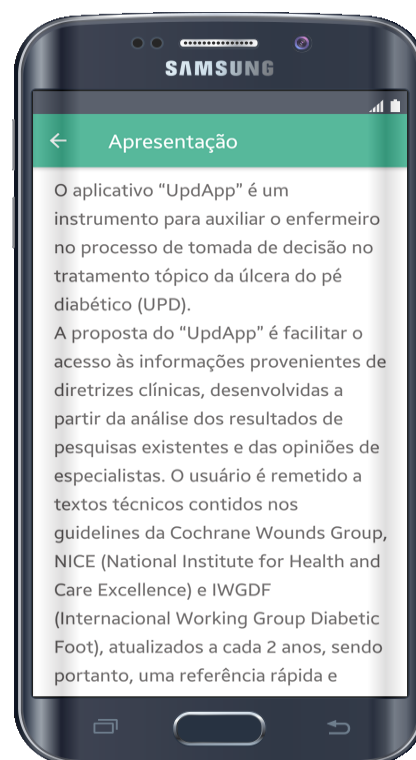 SAMSUNG
Apresentação
O aplicativo “UpdApp” é um
instrumento para auxiliar o enfermeiro
no processo de tomada de decisão no
tratamento tópico da úlcera do pé
diabético (UPD).
A proposta do “UpdApp” é facilitar o
acesso às informações provenientes de
diretrizes clínicas, desenvolvidas a
partir da análise dos resultados de
pesquisas existentes e das opiniões de
especialistas. O usuário é remetido a
textos técnicos contidos nos
guidelines da Cochrane Wounds Group,
NICE (National Institute for Health and
Care Excellence) e IWGDF
(Internacional Working Group Diabetic
Foot), atualizados a cada 2 anos, sendo
portanto, uma referência rápida e